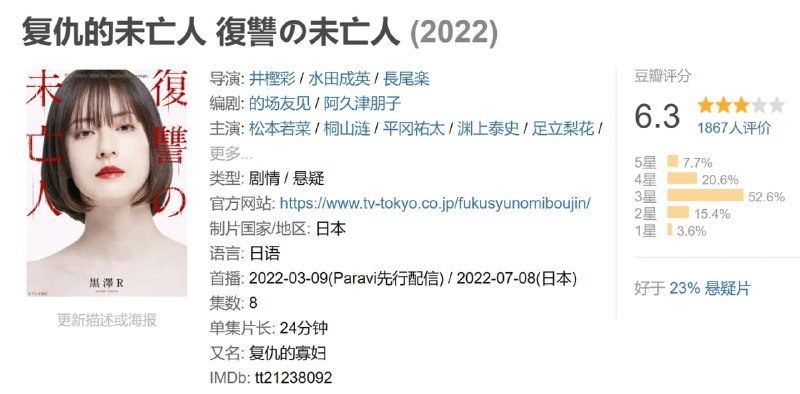 复仇的未亡人 復讐の未亡人 (2022)
復讐の
未亡人
黒澤R
更新描述或海报
导演: 井樫彩 / 水田成英 / 長尾楽
编剧: 的场友见 / 阿久津朋子
主演: 松本若菜 / 桐山涟 / 平冈祐太 / 渊上泰史 / 足立梨花 /
更多...
类型: 剧情 / 悬疑
官方网站: https://www.tv-tokyo.co.jp/fukusyunomiboujin/
制片国家/地区: 日本
语言: 日语
首播: 2022-03-09(Paravi先行配信) / 2022-07-08(日本)
集数: 8
单集片长: 24分钟
又名: 复仇的寡妇
IMDb: tt21238092
豆瓣评分
6.3
1867人评价
5星 7.7%
4星 20.6%
3星 52.6%
2星 15.4%
1星 3.6%
好于 23% 悬疑片